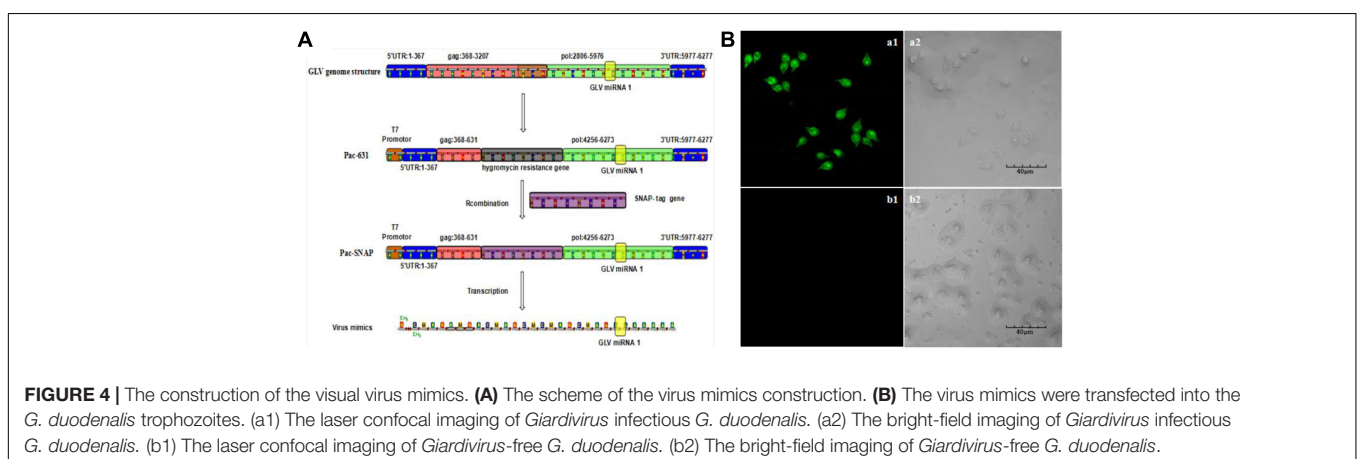 A
B
5'UTR:1-367 gag:368-3207 pol:2806-5976 3'UTR:5977-6277
GLV genome structure
GLV miRNA 1
T7
Promotor gag:368-631 pol:4256-6273 3'UTR:5977-6277
Pac-631
5'UTR:1-367 hygromycin resistance gene GLV miRNA 1
Rcombination
SNAP- tag gene
T7
Promotor gag:368-631 pol:4256-6273 3'UTR:5977-6277
Pac-SNAP
5'UTR:1-367 GLV miRNA 1
Transcription
Virus mimics
GLV miRNA 1
a1
a2
40μm
b1
b2
40μm
FIGURE 4 | The construction of the visual virus mimics. (A) The scheme of the virus mimics construction. (B) The virus mimics were transfected into the
G. duodenalis trophozoites. (a1) The laser confocal imaging of Giardivirus infectious G. duodenalis. (a2) The bright-field imaging of Giardivirus infectious
G. duodenalis. (b1) The laser confocal imaging of Giardivirus-free G. duodenalis. (b2) The bright-field imaging of Giardivirus-free G. duodenalis.